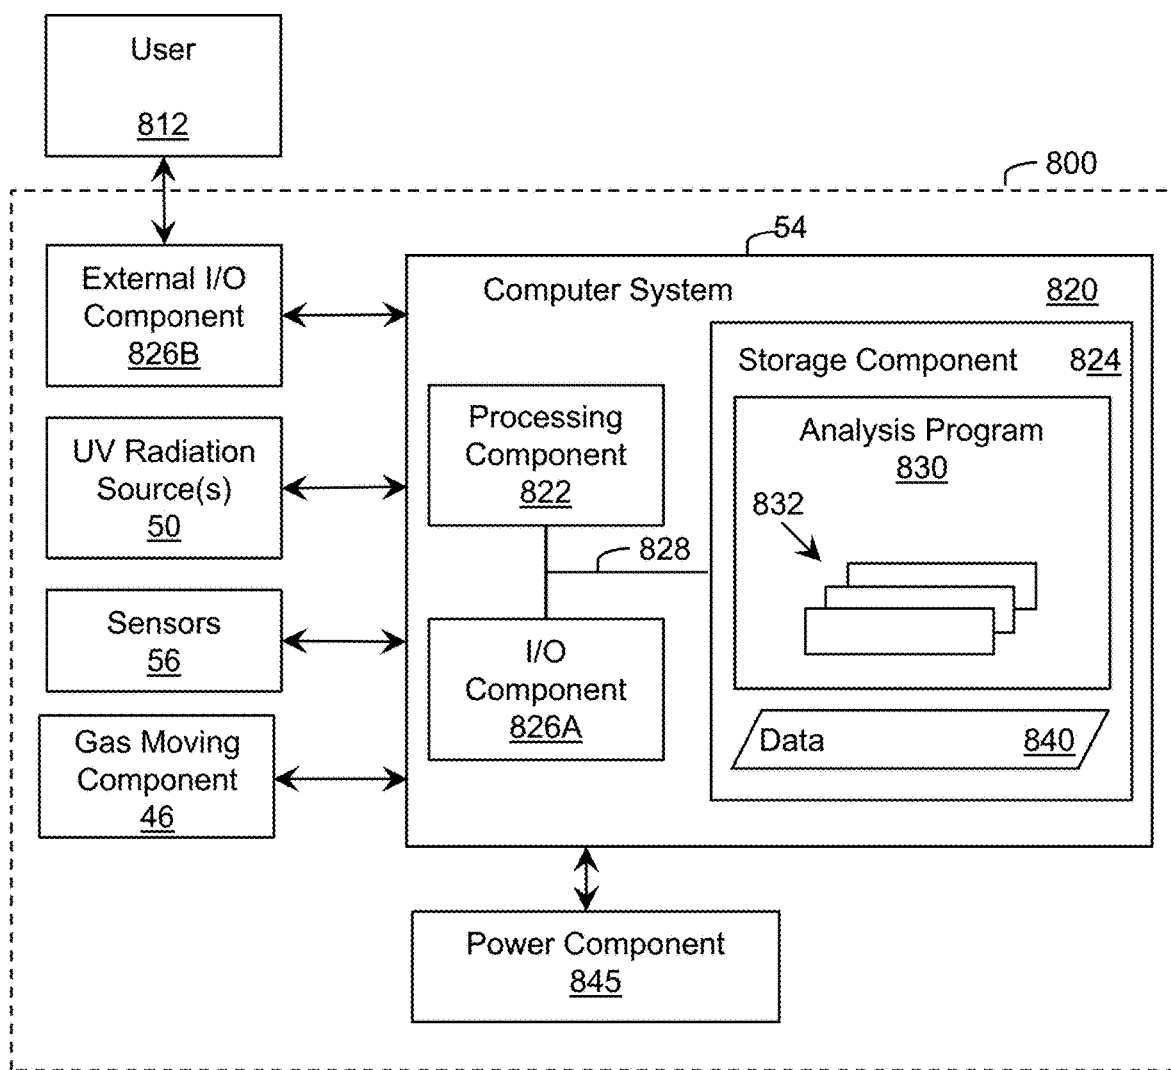 User
812
800
54
External I/O
Component
826B
Computer System
820
Storage Component
824
Processing
Component
822
Analysis Program
830
UV Radiation
Source(s)
50
832
828
Sensors
56
I/O
Component
826A
Gas Moving
Component
46
Data
840
Power Component
845